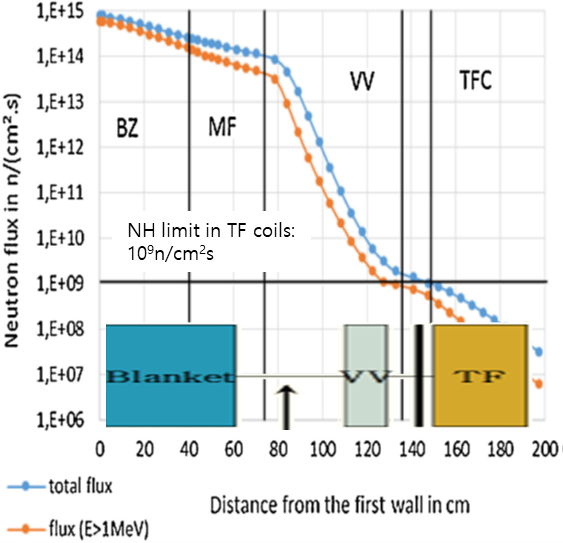 1,E+15
1,E+14
1,E+13
1,E+12
1,E+11
1,E+10
1,E+09
1,E+08
1,E+07
1,E+06
Neutron flux in n/(cm².s)
BZ
MF
VV
TFC
NH limit in TF coils:
10⁹n/cm²s
Blanket
VV
TF
0 20 40 60 80 100 120 140 160 180 200
Distance from the first wall in cm
total flux
flux (E>1MeV)